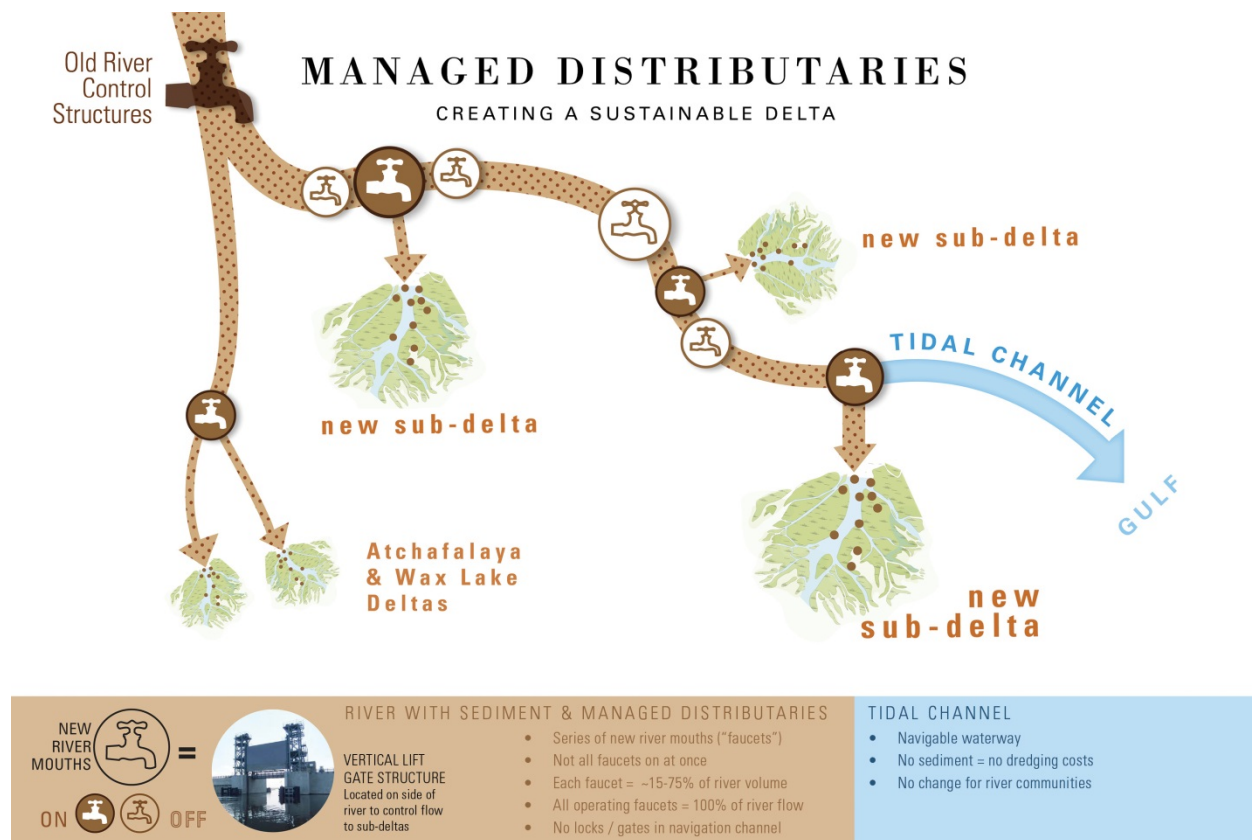 Old River
Control
Structures
MANAGED DISTRIBUTARIES
CREATING A SUSTAINABLE DELTA
new sub-delta
new sub-delta
TIDAL CHANNEL
GULF
Atchafalaya
& Wax Lake
Deltas
new
sub-delta
NEW
RIVER
MOUTHS
=
ON
OFF
VERTICAL LIFT
GATE STRUCTURE
Located on side of
river to control flow
to sub-deltas
RIVER WITH SEDIMENT & MANAGED DISTRIBUTARIES
• Series of new river mouths ("faucets")
• Not all faucets on at once
• Each faucet = ~15-75% of river volume
• All operating faucets = 100% of river flow
• No locks / gates in navigation channel
TIDAL CHANNEL
• Navigable waterway
• No sediment = no dredging costs
• No change for river communities